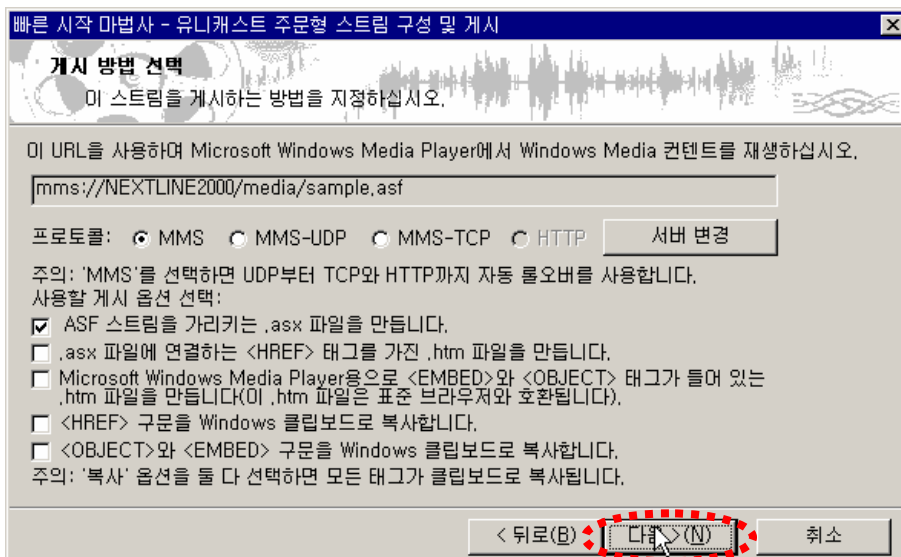 빠른 시작 마법사 - 유니캐스트 주문형 스트림 구성 및 게시
게시 방법 선택
이 스트림을 게시하는 방법을 지정하십시오.
이 URL을 사용하여 Microsoft Windows Media Player에서 Windows Media 컨텐트를 재생하십시오.
mms://NEXTLINE2000/media/sample.asf
프로토콜: MMS MMS-UDP MMS-TCP HTTP 서버 변경
주의: 'MMS'를 선택하면 UDP부터 TCP와 HTTP까지 자동 롤오버를 사용합니다.
사용할 게시 옵션 선택:
ASF 스트림을 가리키는 .asx 파일을 만듭니다.
.asx 파일에 연결하는 <HREF> 태그를 가진 .htm 파일을 만듭니다.
Microsoft Windows Media Player용으로 <EMBED>와 <OBJECT> 태그가 들어 있는
.htm 파일을 만듭니다(이 .htm 파일은 표준 브라우저와 호환됩니다).
<HREF> 구문을 Windows 클립보드로 복사합니다.
<OBJECT>와 <EMBED> 구문을 Windows 클립보드로 복사합니다.
주의: '복사' 옵션을 둘 다 선택하면 모든 태그가 클립보드로 복사됩니다.
< 뒤로(B) 다음 >(N) 취소